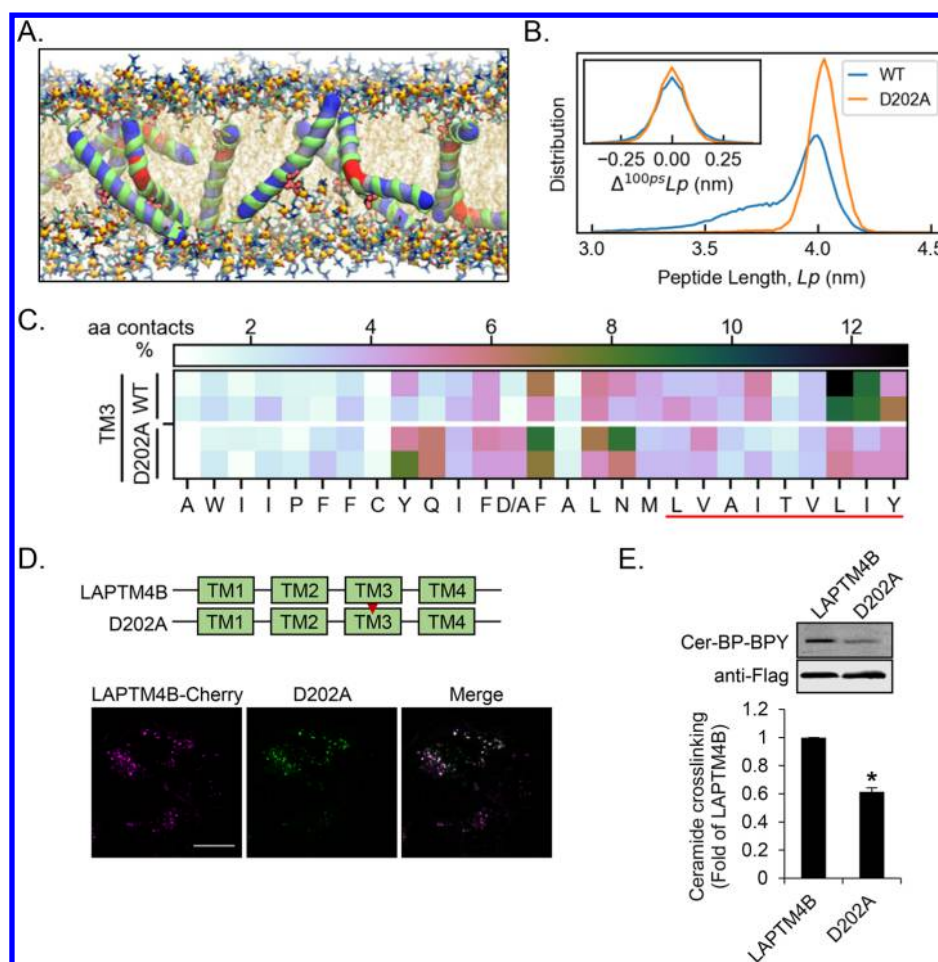 A.
B.
WT
D202A
Distribution
−0.25 0.00 0.25
Δ100psLp (nm)
3.0 3.5 4.0 4.5
Peptide Length, Lp (nm)
C.
aa contacts 2 4 6 8 10 12
%
TM3
WT
D202A
A W I I P F F C Y Q I F D/A F A L N M L V A I T V L I Y
D.
LAPTM4B TM1 TM2 TM3 TM4
D202A TM1 TM2 TM3 TM4
LAPTM4B-Cherry D202A Merge
E.
LAPTM4B D202A
Cer-BP-BPY
anti-Flag
Ceramide crosslinking
(Fold of LAPTM4B)
1.2
1
0.8
0.6
0.4
0.2
0
*
LAPTM4B D202A